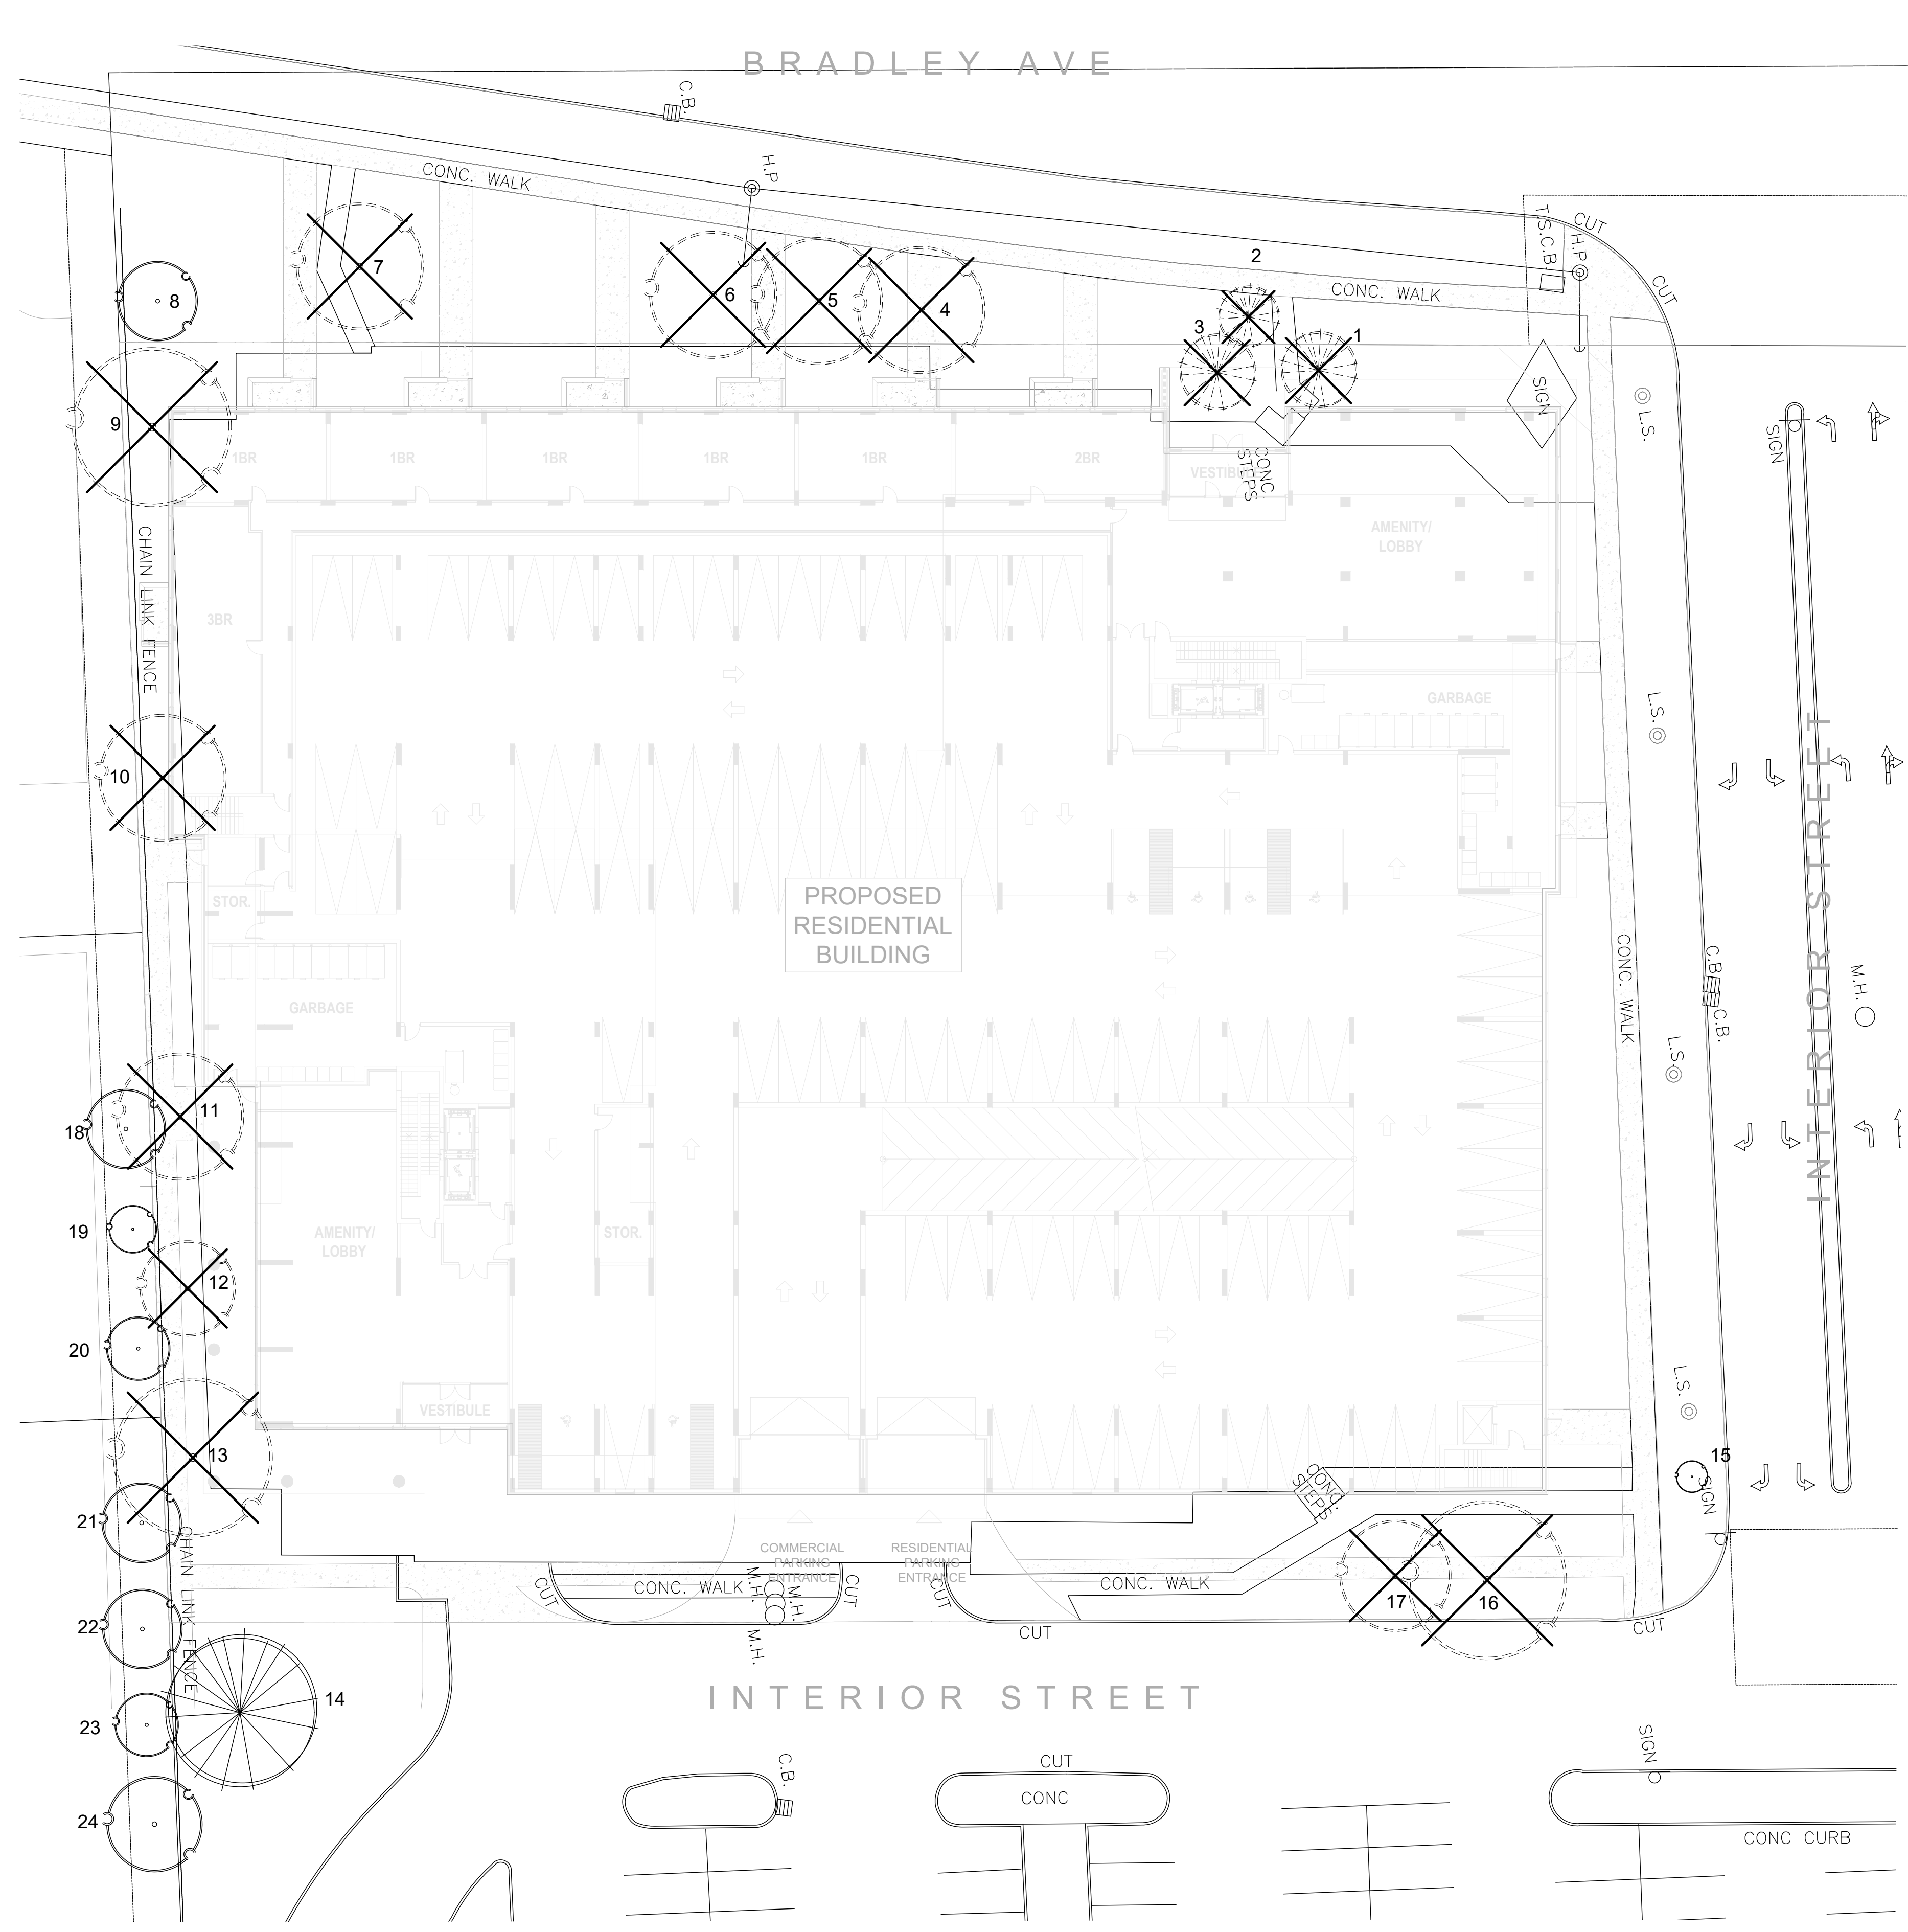 BRADLEY AVE
C.B.
H.P
CONC. WALK
T.S.C.B.
H.P
CUT
CUT
2
7
6
5
4
8
3
1
CONC. WALK
SIGN
L.S.
SIGN
9
1BR
1BR
1BR
1BR
1BR
2BR
VESTIBULE
CONC.
STEPS
AMENITY/
LOBBY
CHAIN LINK FENCE
3BR
GARBAGE
L.S.
10
STOR.
PROPOSED
RESIDENTIAL
BUILDING
INTERIOR STREET
CONC. WALK
C.B.
C.B.
M.H.
GARBAGE
L.S.
11
18
19
AMENITY/
LOBBY
STOR.
12
20
L.S.
VESTIBULE
13
15
SIGN
CONC.
STEPS
21
CHAIN LINK FENCE
COMMERCIAL
PARKING
ENTRANCE
RESIDENTIAL
PARKING
ENTRANCE
CUT
CONC. WALK
M.H.
M.H.
M.H.
CUT
CUT
CONC. WALK
17
16
CUT
CUT
22
INTERIOR STREET
14
23
SIGN
C.B.
CUT
CONC
24
CONC CURB